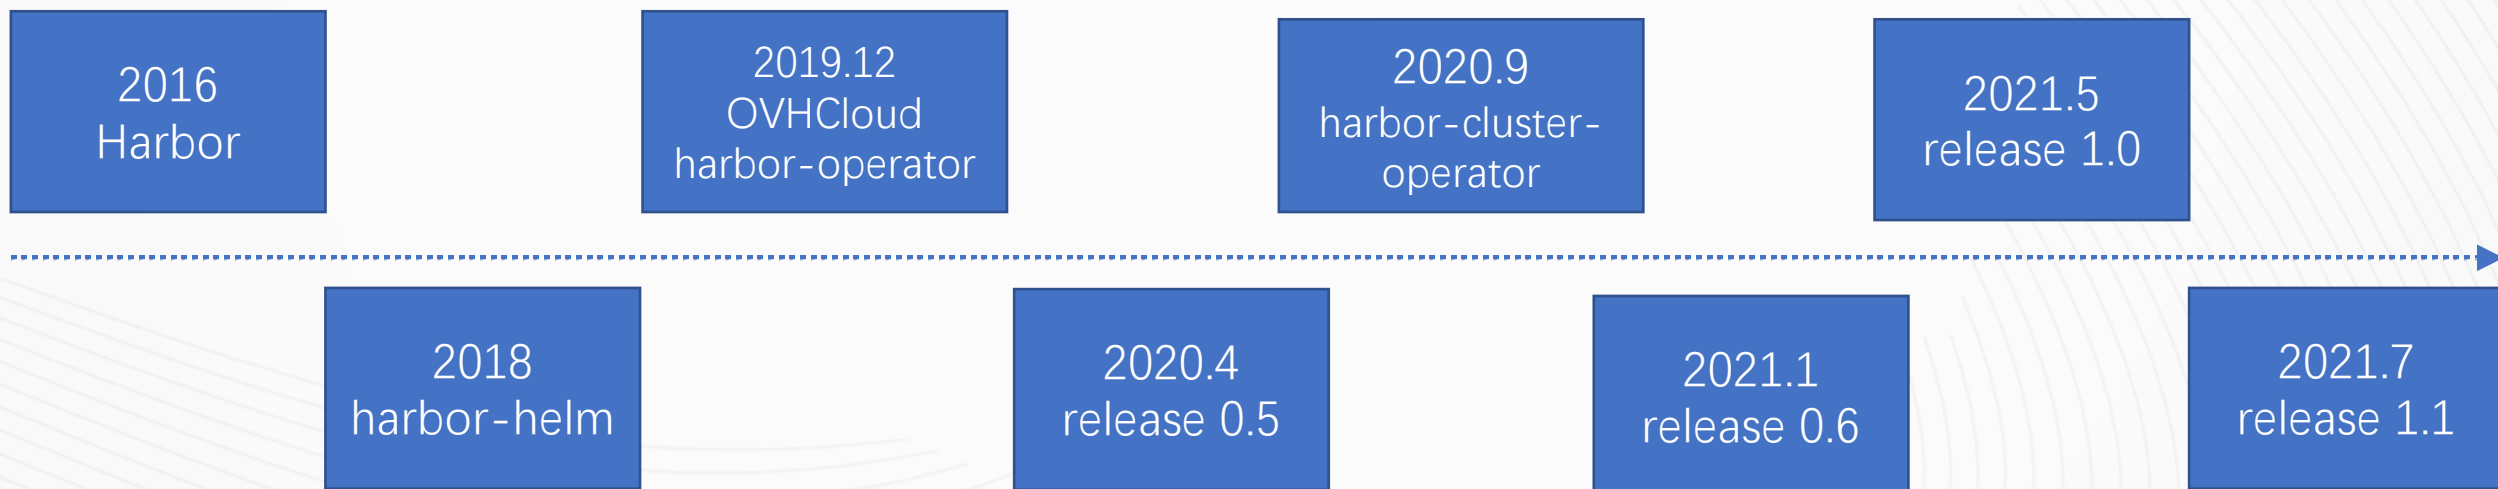 2016
Harbor
2018
harbor-helm
2019.12
OVHCloud
harbor-operator
2020.4
release 0.5
2020.9
harbor-cluster-
operator
2021.1
release 0.6
2021.5
release 1.0
2021.7
release 1.1